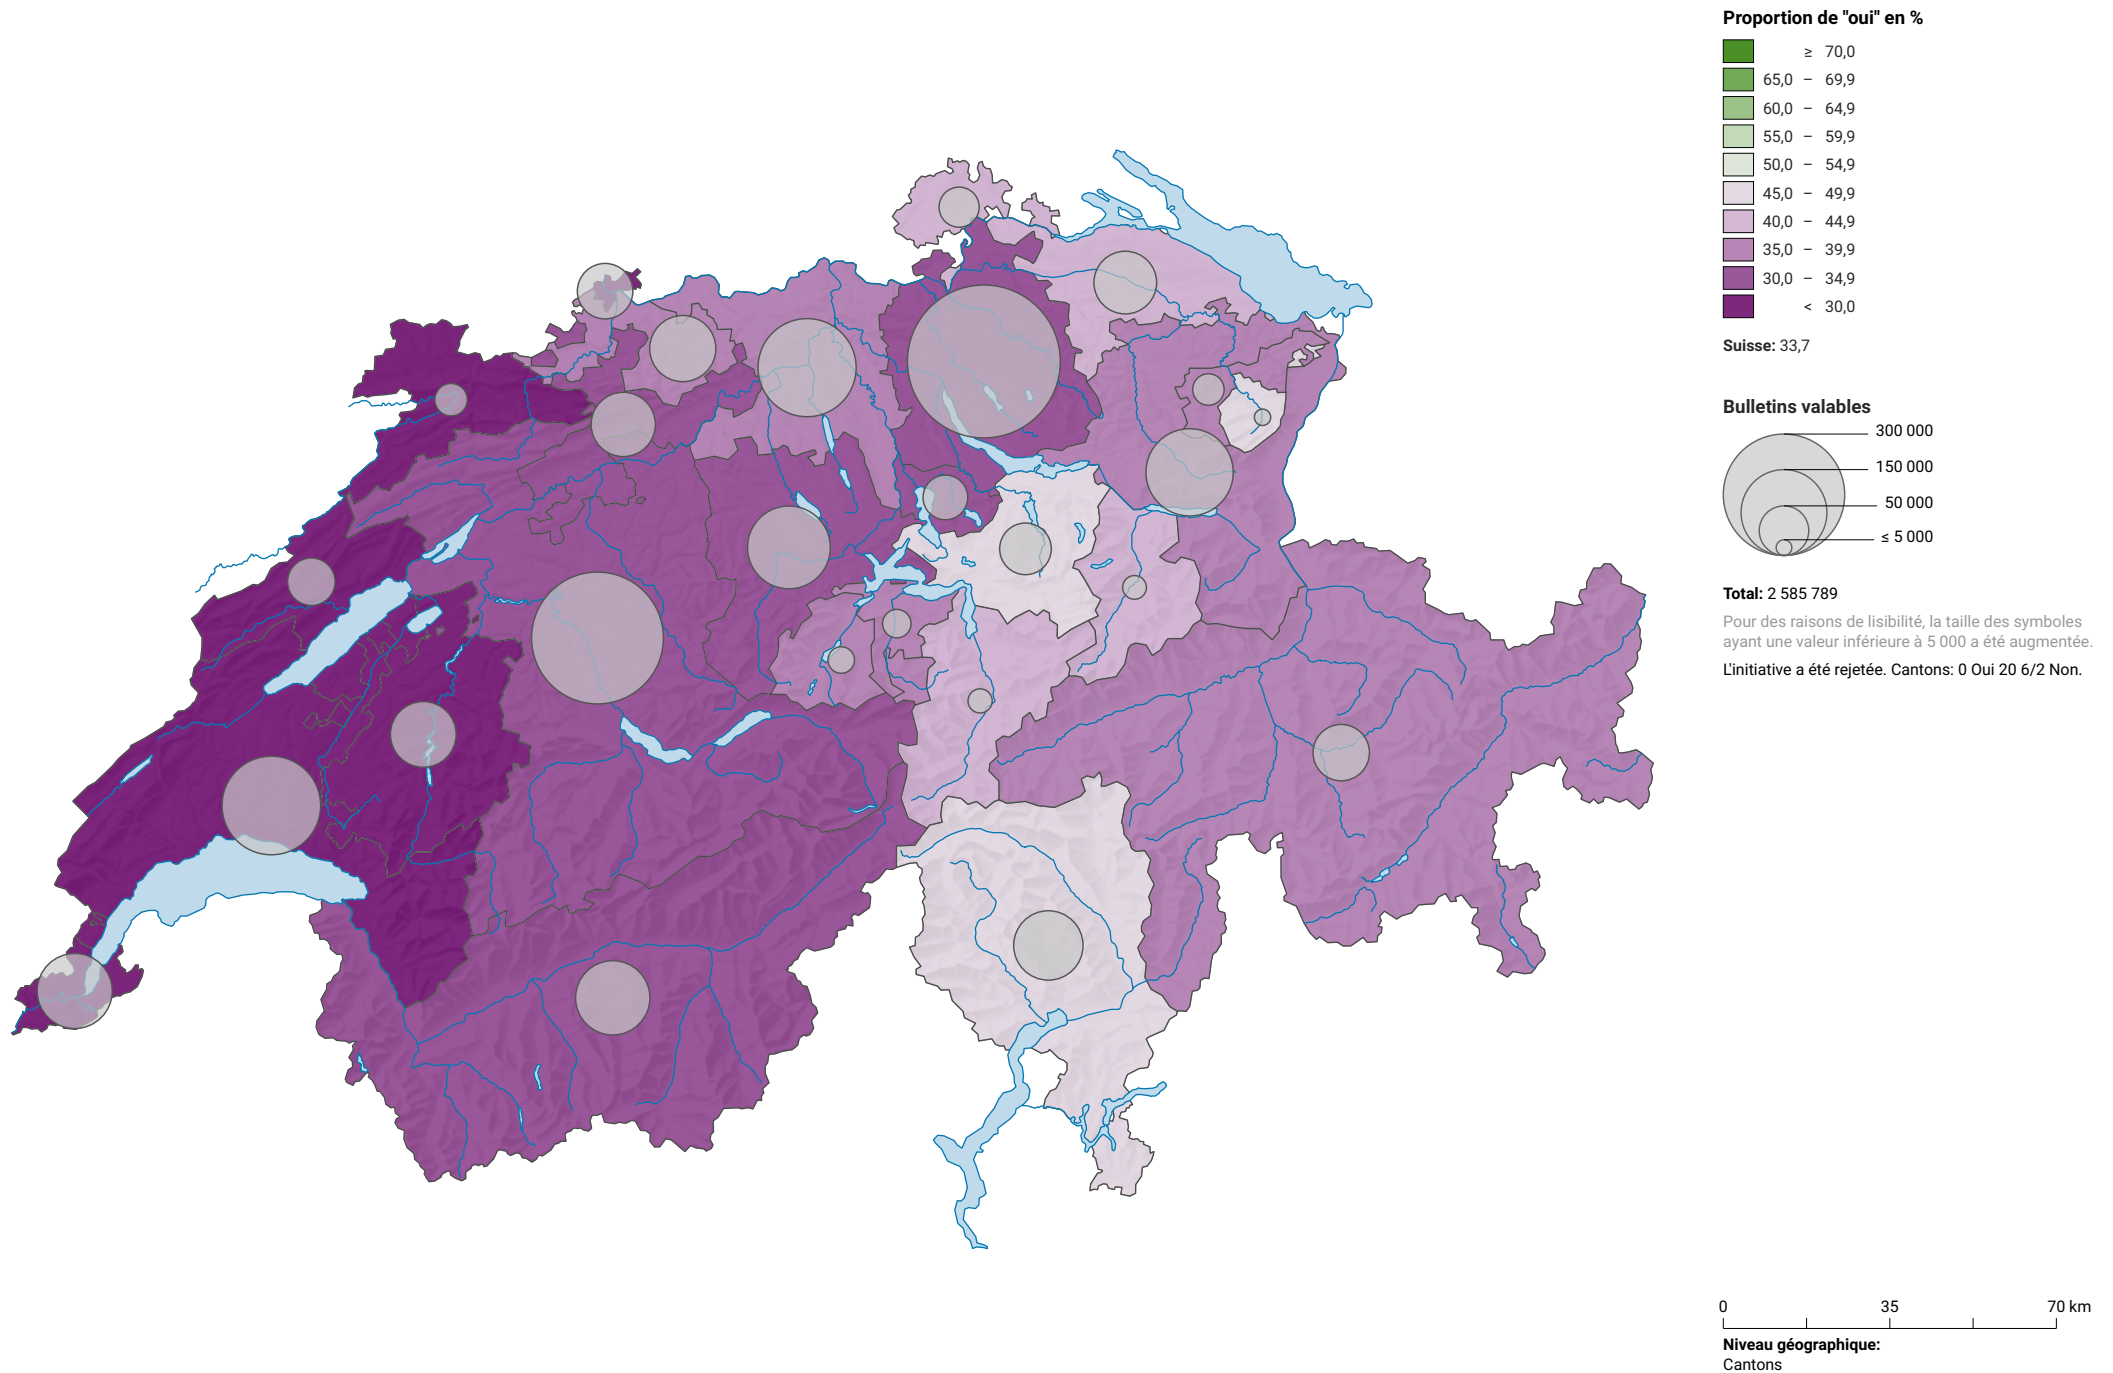 Proportion de "oui" en %
≥ 70,0
65,0 – 69,9
60,0 – 64,9
55,0 – 59,9
50,0 – 54,9
45,0 – 49,9
40,0 – 44,9
35,0 – 39,9
30,0 – 34,9
< 30,0
Suisse: 33,7
Bulletins valables
300 000
150 000
50 000
≤ 5 000
Total: 2 585 789
Pour des raisons de lisibilité, la taille des symboles
ayant une valeur inférieure à 5 000 a été augmentée.
L'initiative a été rejetée. Cantons: 0 Oui 20 6/2 Non.
0 35 70 km
Niveau géographique:
Cantons